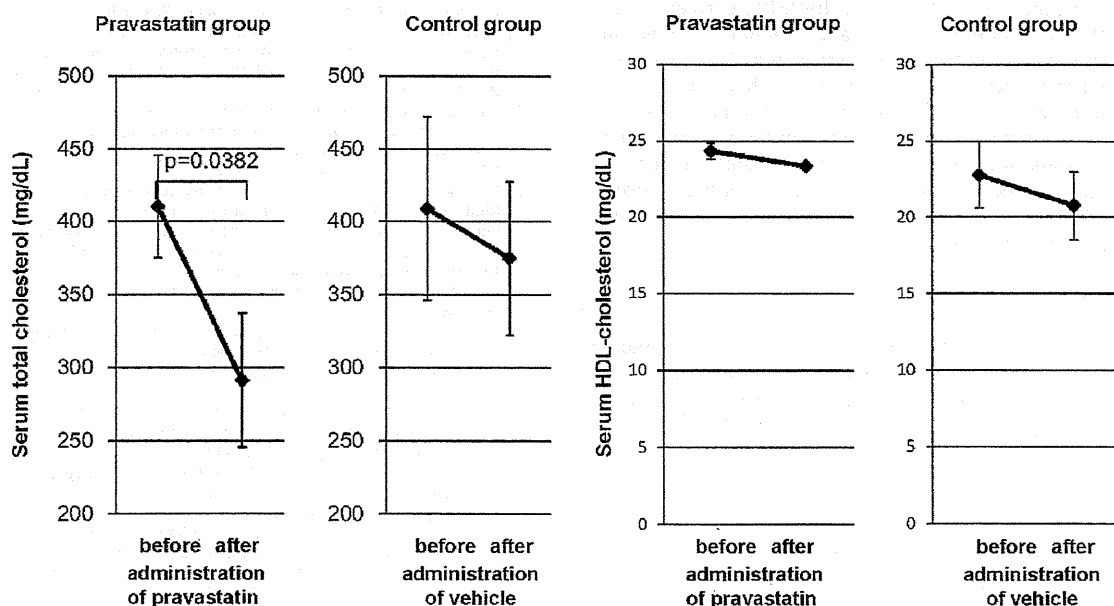 Pravastatin group
Control group
Pravastatin group
Control group
Serum total cholesterol (mg/dL)
500
450
400
350
300
250
200
p=0.0382
before after
administration
of pravastatin
500
450
400
350
300
250
200
before after
administration
of vehicle
Serum HDL-cholesterol (mg/dL)
30
25
20
15
10
5
0
before after
administration
of pravastatin
30
25
20
15
10
5
0
before after
administration
of vehicle